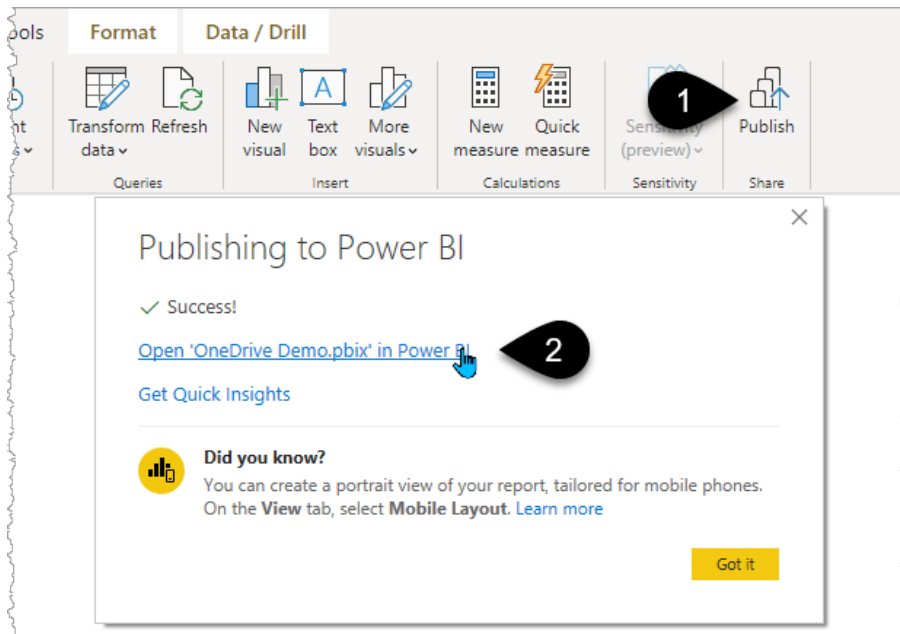 Format Data / Drill
Transform Refresh New Text More New Quick Publish
data visual box visuals measure measure (preview)
Queries Insert Calculations Sensitivity Share
1
Publishing to Power BI
Success!
Open 'OneDrive Demo.pbix' in Power BI
2
Get Quick Insights
Did you know?
You can create a portrait view of your report, tailored for mobile phones.
On the View tab, select Mobile Layout. Learn more
Got it